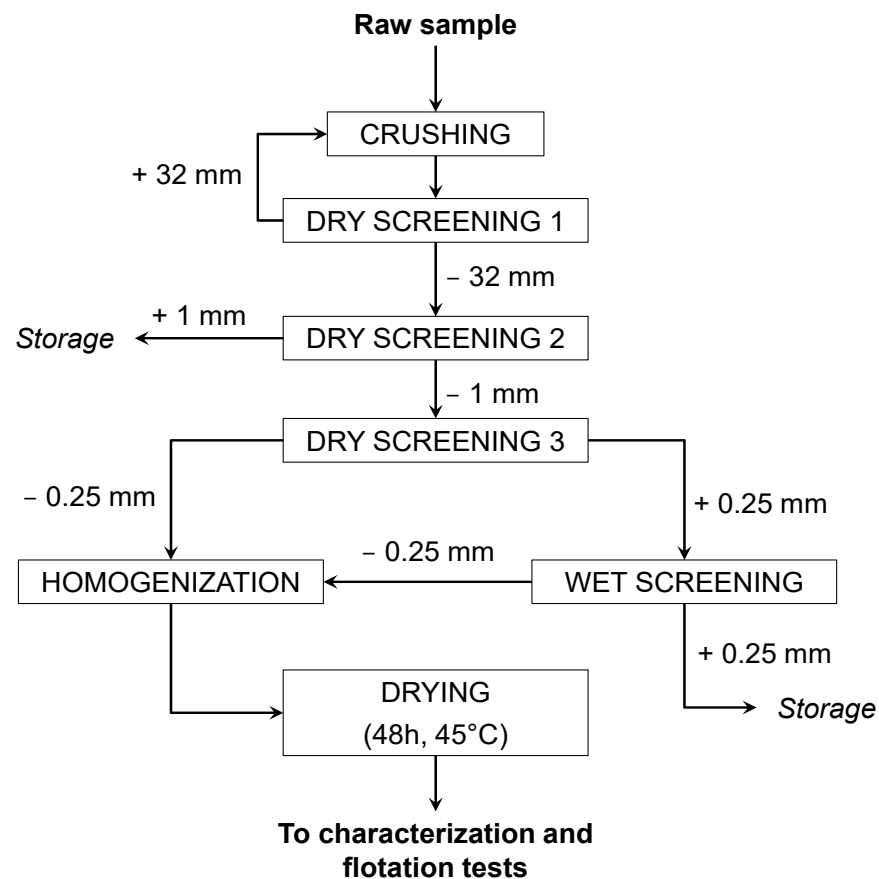 Raw sample
CRUSHING
+ 32 mm
DRY SCREENING 1
− 32 mm
+ 1 mm
Storage
DRY SCREENING 2
− 1 mm
DRY SCREENING 3
− 0.25 mm
+ 0.25 mm
− 0.25 mm
HOMOGENIZATION
WET SCREENING
+ 0.25 mm
DRYING
(48h, 45°C)
Storage
To characterization and
flotation tests